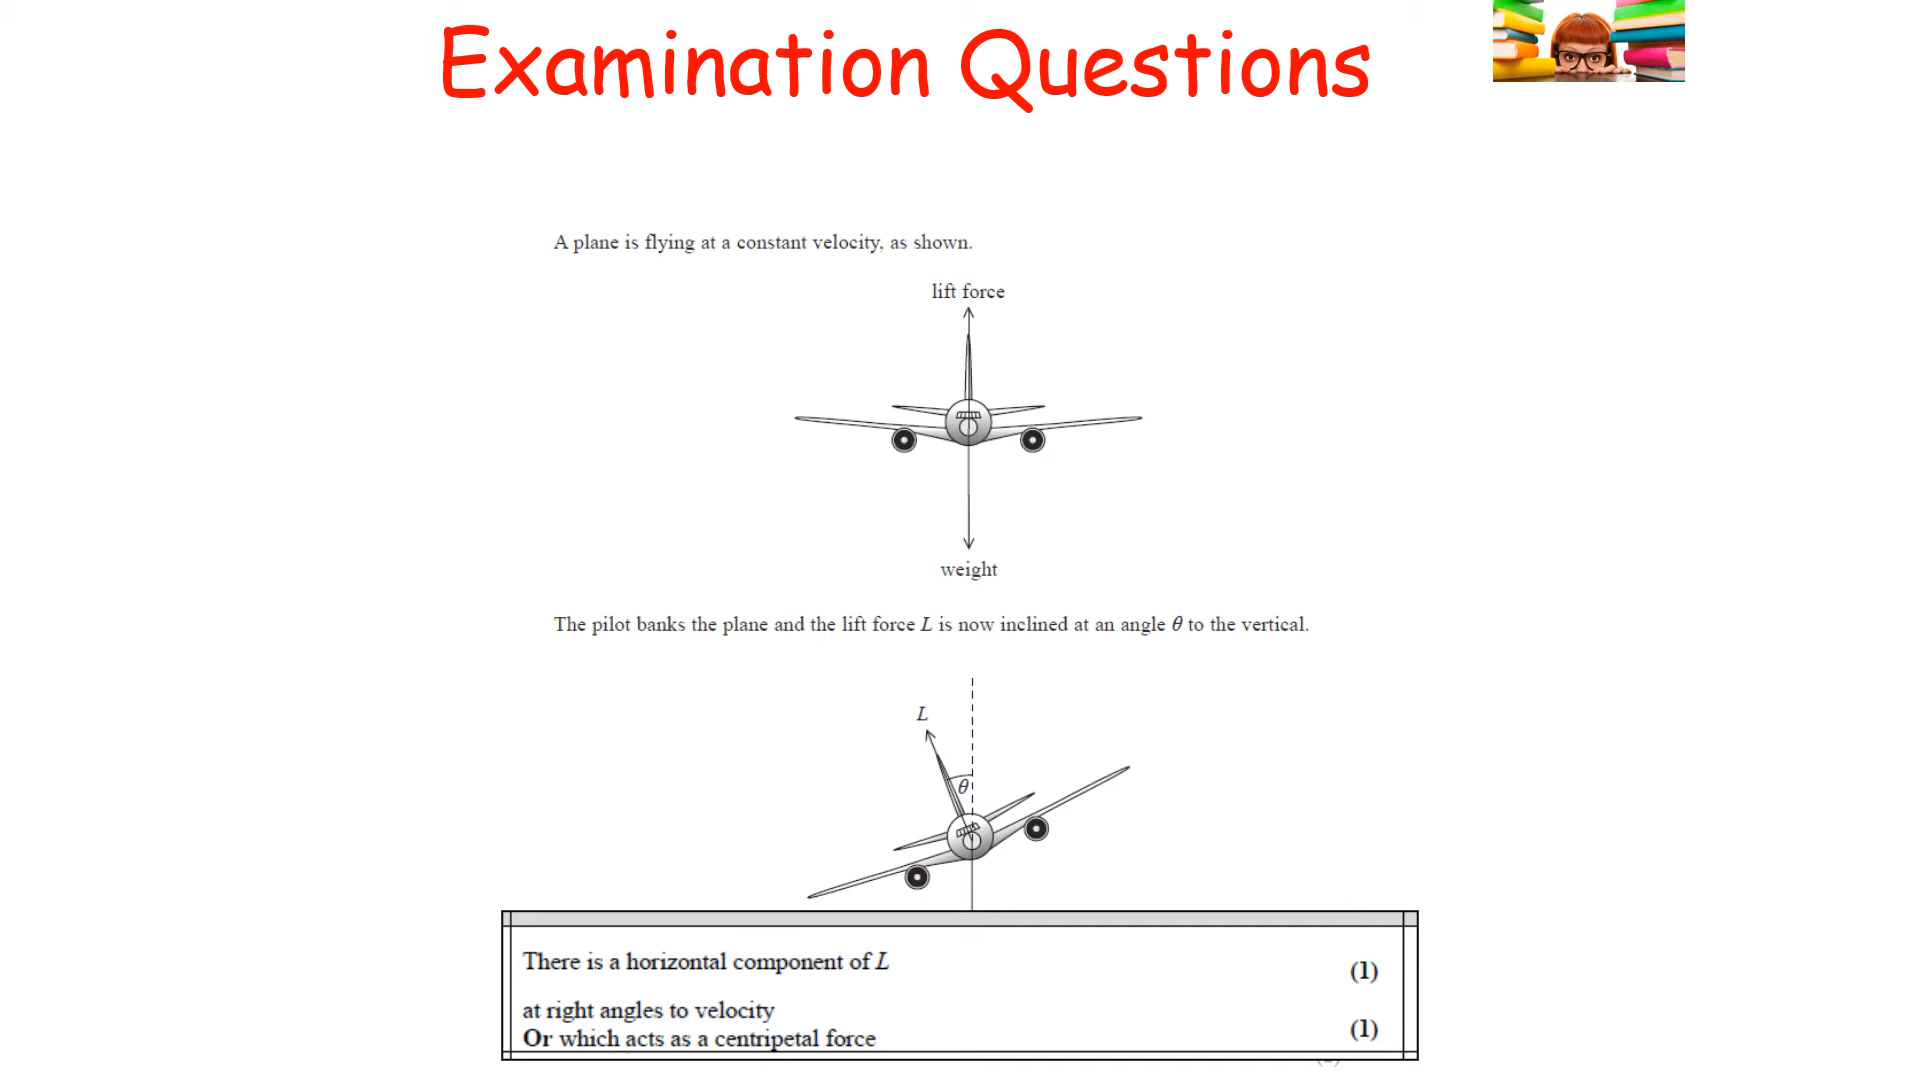 Examination Questions
A plane is flying at a constant velocity, as shown.
lift force
weight
The pilot banks the plane and the lift force L is now inclined at an angle θ to the vertical.
L
θ
There is a horizontal component of L (1)
at right angles to velocity
Or which acts as a centripetal force (1)